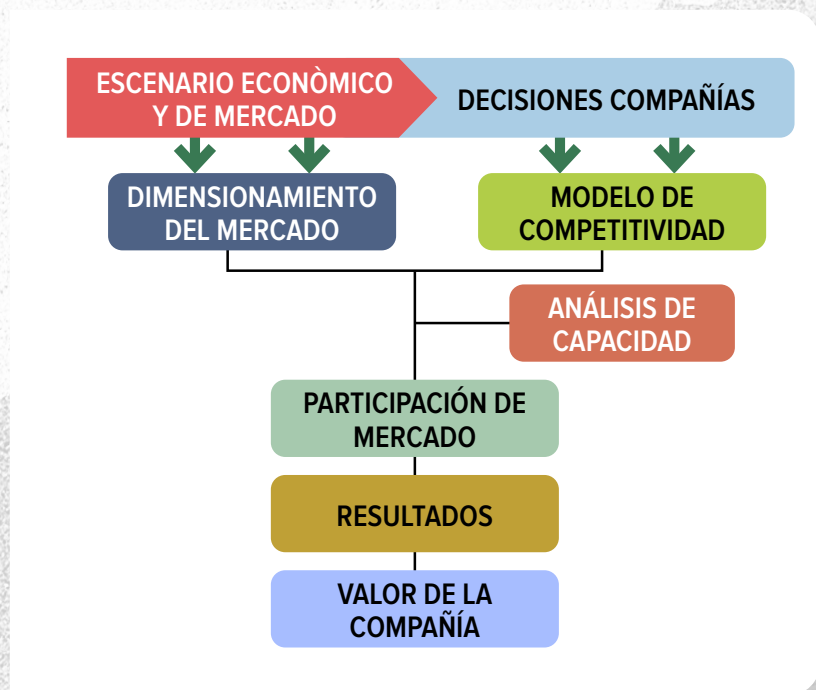 ESCENARIO ECONÒMICO
Y DE MERCADO
DECISIONES COMPAÑÍAS
DIMENSIONAMIENTO
DEL MERCADO
MODELO DE
COMPETITIVIDAD
ANÁLISIS DE
CAPACIDAD
PARTICIPACIÓN DE
MERCADO
RESULTADOS
VALOR DE LA
COMPAÑÍA